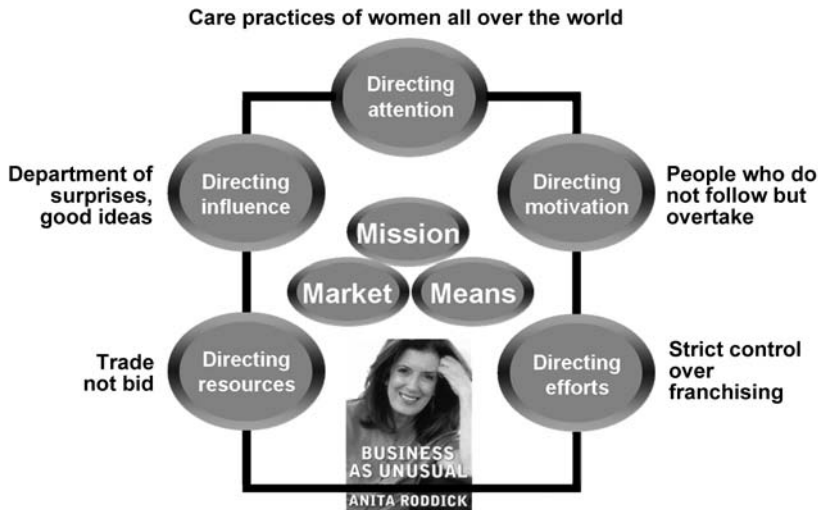 Care practices of women all over the world
Directing
attention
Department of
surprises,
good ideas
Directing
influence
Directing
motivation
People who do
not follow but
overtake
Mission
Market
Means
Trade
not bid
Directing
resources
Directing
efforts
Strict control
over
franchising
BUSINESS
AS UNUSUAL
ANITA RODDICK